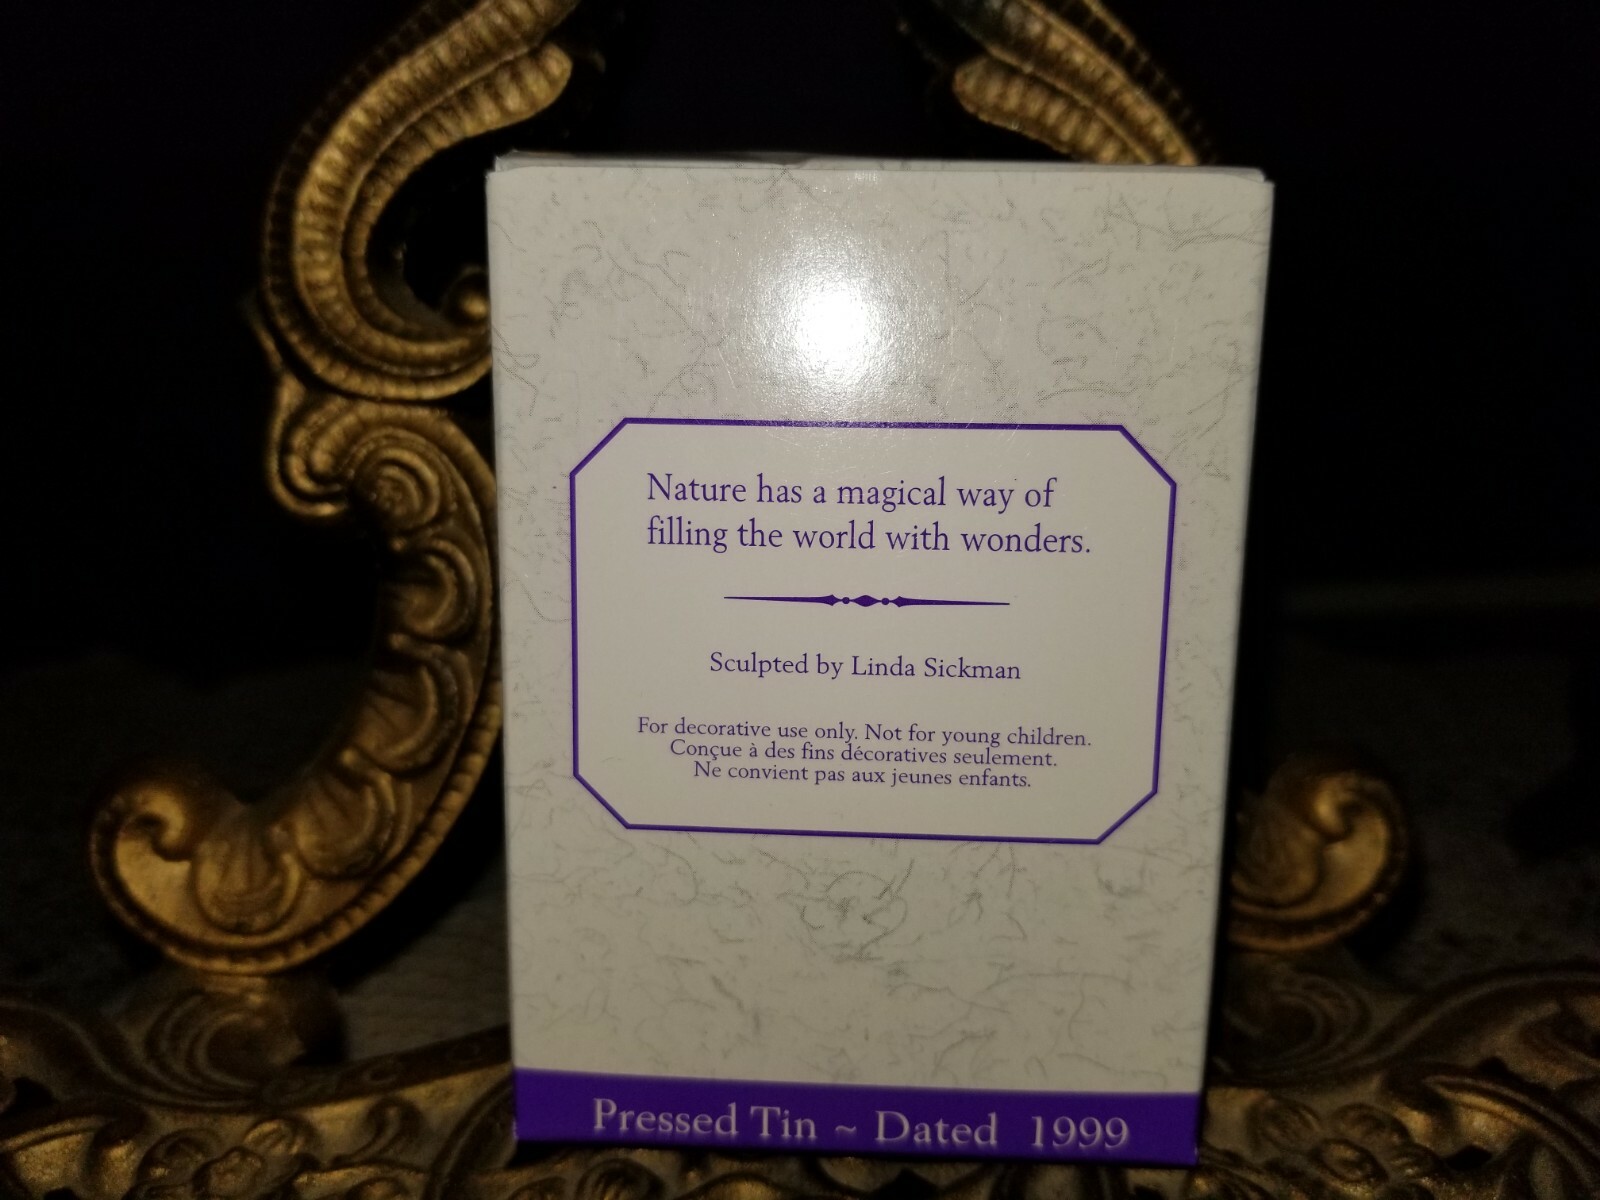 Nature has a magical way of
filling the world with wonders.
Sculpted by Linda Sickman
For decorative use only. Not for young children.
Conçue à des fins décoratives seulement.
Ne convient pas aux jeunes enfants.
Pressed Tin ~ Dated 1999